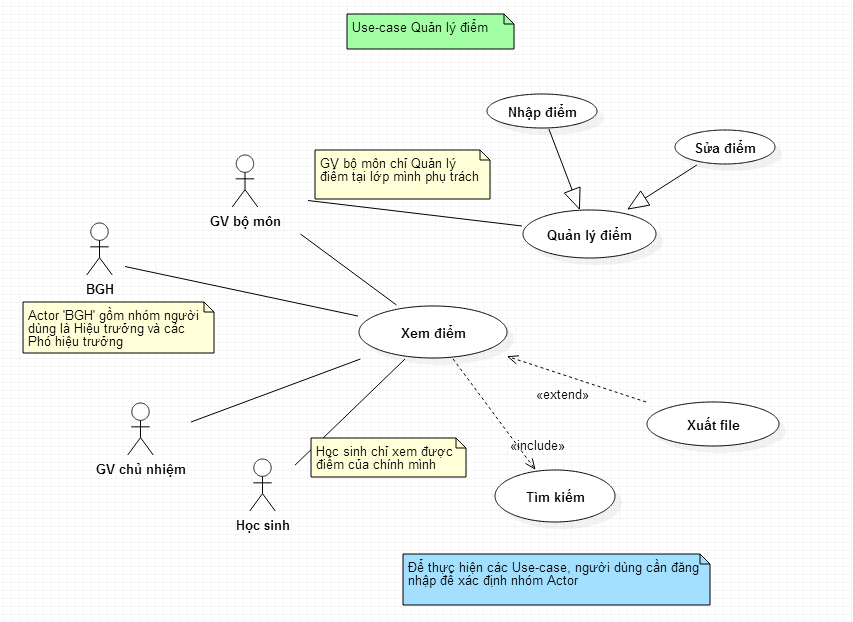 Use-case Quản lý điểm
Nhập điểm
Sửa điểm
GV bộ môn chỉ Quản lý
điểm tại lớp mình phụ trách
GV bộ môn
Quản lý điểm
BGH
Actor 'BGH' gồm nhóm người
dùng là Hiệu trưởng và các
Phó hiệu trưởng
Xem điểm
«extend»
Xuất file
GV chủ nhiệm
Học sinh chỉ xem được
điểm của chính mình
«include»
Tìm kiếm
Học sinh
Để thực hiện các Use-case, người dùng cần đăng
nhập để xác định nhóm Actor